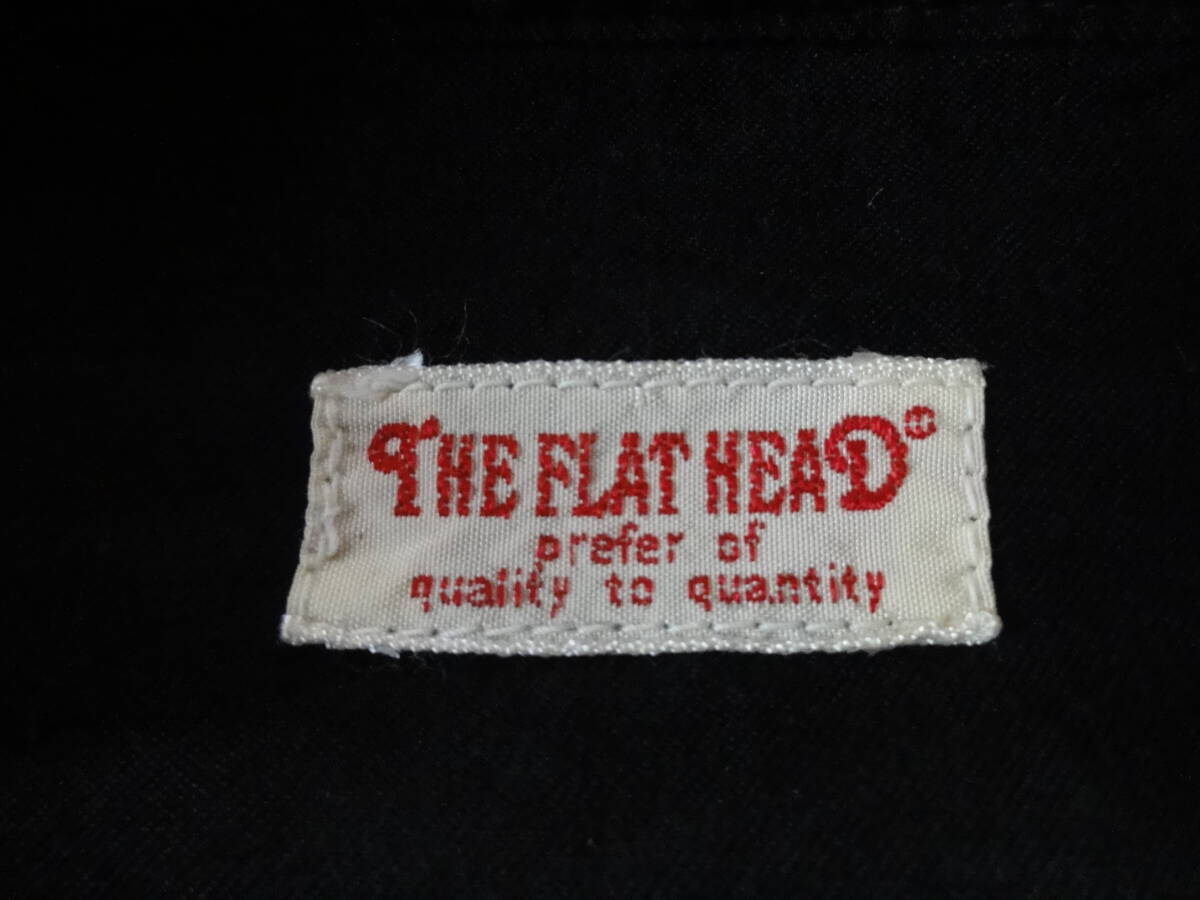 THE FLAT HEAD®
prefer of
quality to quantity